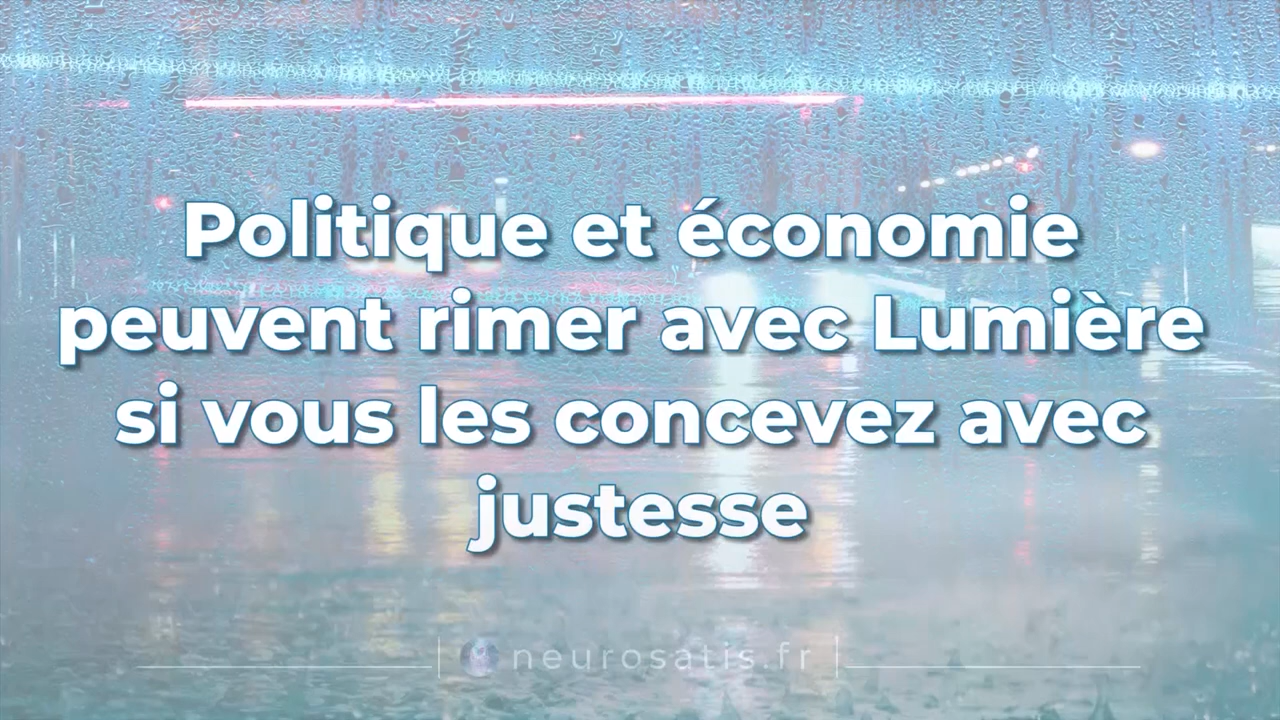 Politique et économie
peuvent rimer avec Lumière
si vous les concevez avec
justesse
neurosatis.fr